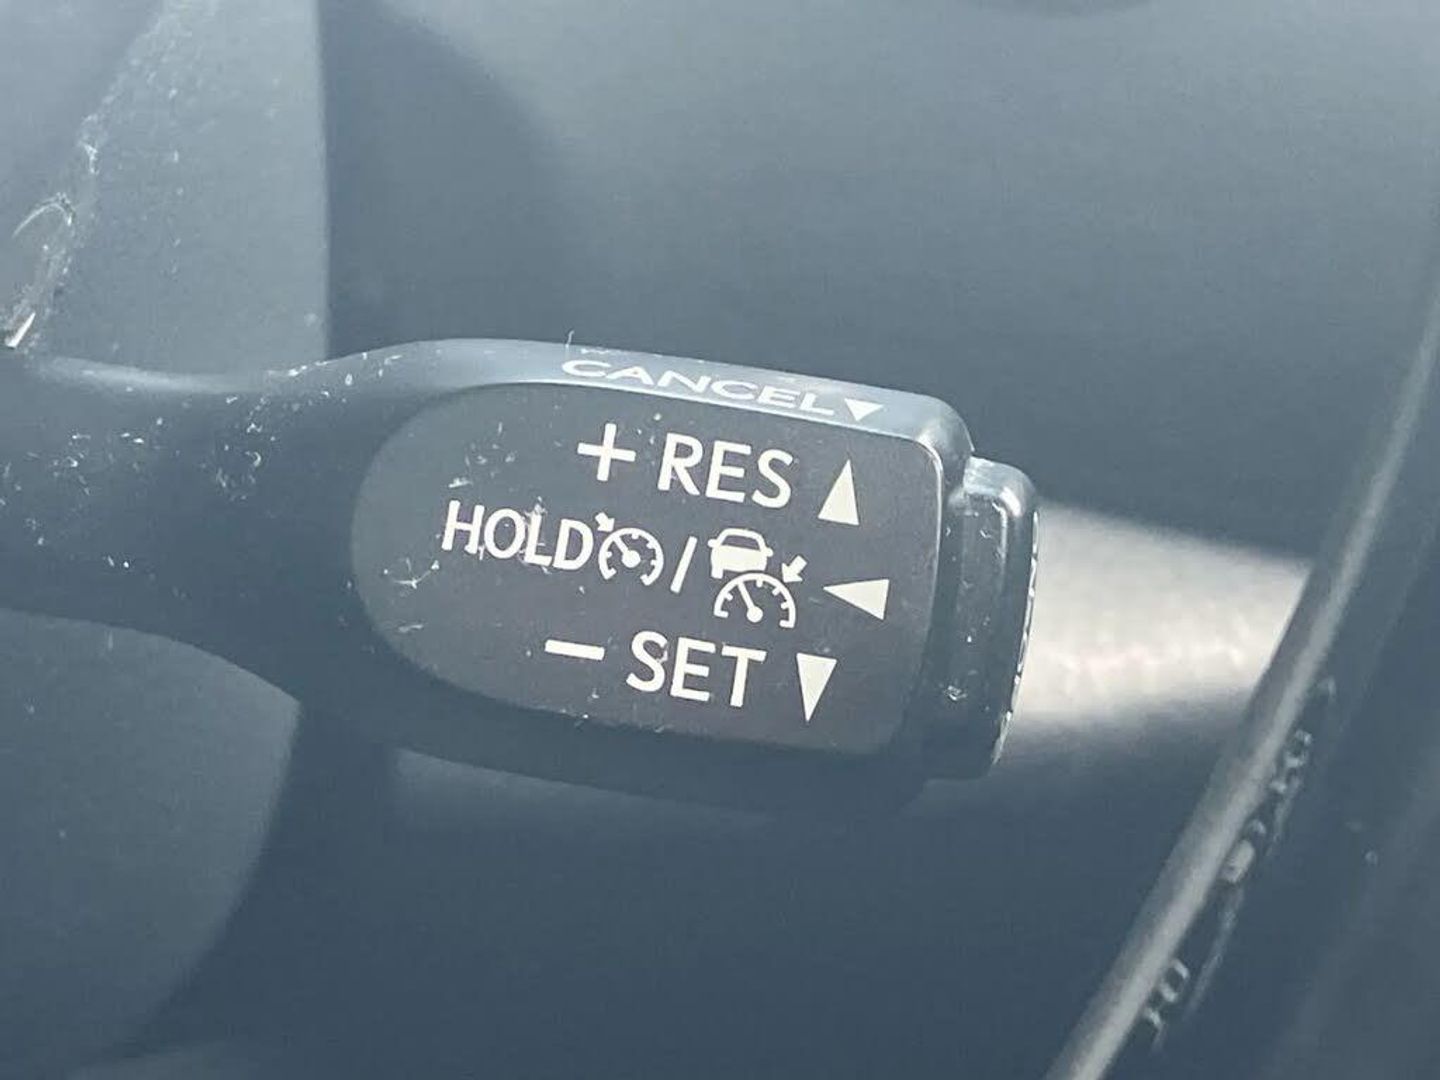 CANCEL▼
+ RES ▲
HOLD / ◀
− SET ▼